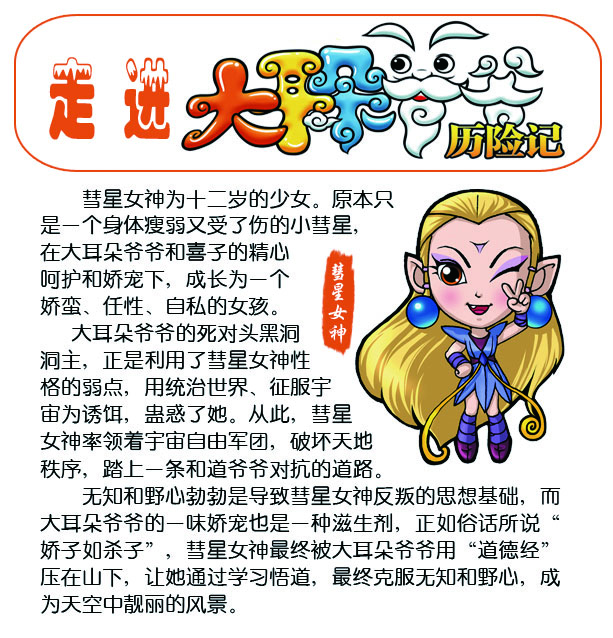 走进大耳朵爷爷历险记
彗星女神为十二岁的少女。原本只
是一个身体瘦弱又受了伤的小彗星，
在大耳朵爷爷和喜子的精心
呵护和娇宠下，成长为一个
娇蛮、任性、自私的女孩。
大耳朵爷爷的死对头黑洞
洞主，正是利用了彗星女神性
格的弱点，用统治世界、征服宇
宙为诱饵，蛊惑了她。从此，彗星
女神率领着宇宙自由军团，破坏天地
秩序，踏上一条和道爷爷对抗的道路。
无知和野心勃勃是导致彗星女神反叛的思想基础，而
大耳朵爷爷的一味娇宠也是一种滋生剂，正如俗话所说“
娇子如杀子”，彗星女神最终被大耳朵爷爷用“道德经”
压在山下，让她通过学习悟道，最终克服无知和野心，成
为天空中靓丽的风景。
彗星女神